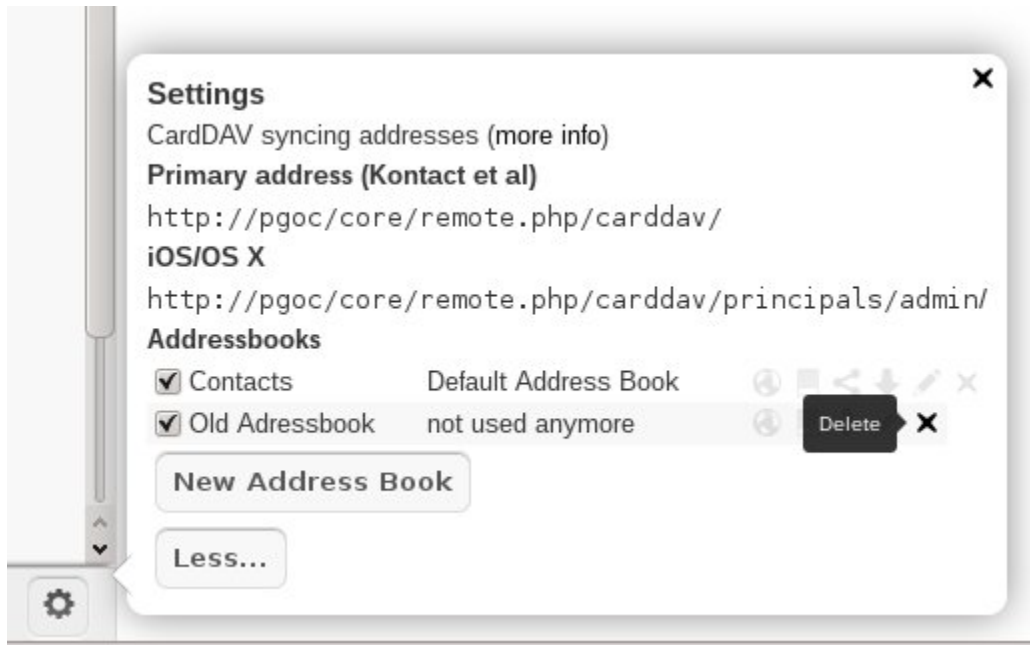 Settings
CardDAV syncing addresses (more info)
Primary address (Kontact et al)
http://pgoc/core/remote.php/carddav/
iOS/OS X
http://pgoc/core/remote.php/carddav/principals/admin/
Addressbooks
Contacts Default Address Book
Old Adressbook not used anymore Delete
New Address Book
Less...